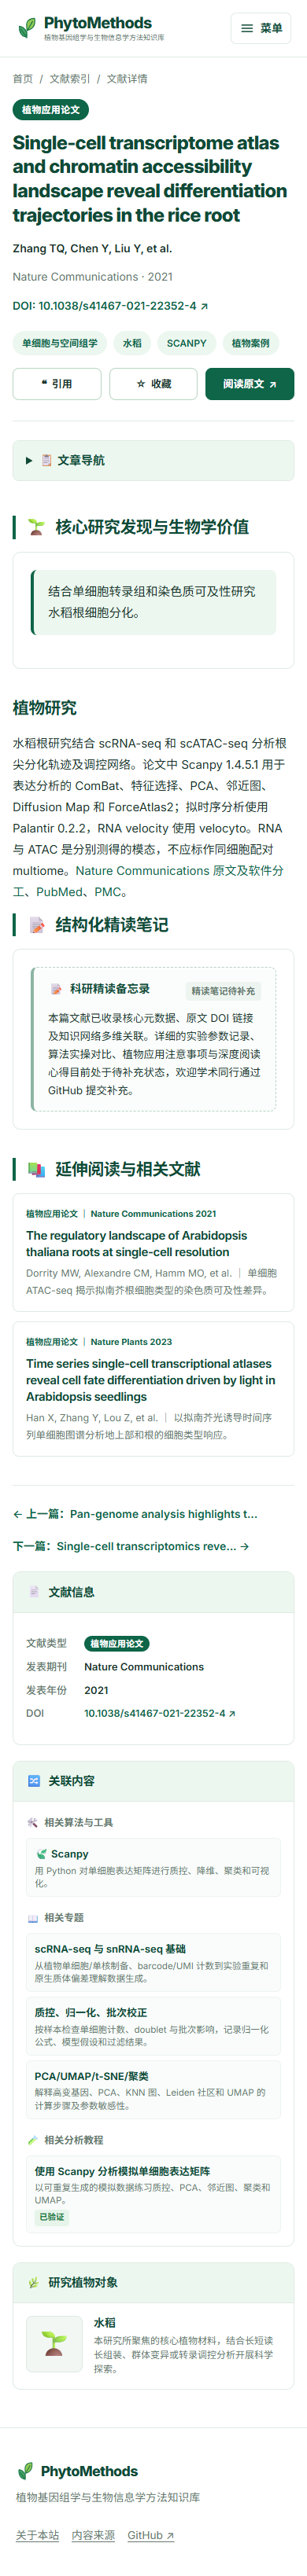 PhytoMethods
植物基因组学与生物信息学方法知识库
菜单
首页 / 文献索引 / 文献详情
植物应用论文
Single-cell transcriptome atlas
and chromatin accessibility
landscape reveal differentiation
trajectories in the rice root
Zhang TQ, Chen Y, Liu Y, et al.
Nature Communications · 2021
DOI: 10.1038/s41467-021-22352-4 ↗
单细胞与空间组学 水稻 SCANPY 植物案例
❝ 引用 ☆ 收藏 阅读原文 ↗
▶ 📋 文章导航
🌱 核心研究发现与生物学价值
结合单细胞转录组和染色质可及性研究
水稻根细胞分化。
植物研究
水稻根研究结合 scRNA-seq 和 scATAC-seq 分析根
尖分化轨迹及调控网络。论文中 Scanpy 1.4.5.1 用于
表达分析的 ComBat、特征选择、PCA、邻近图、
Diffusion Map 和 ForceAtlas2；拟时序分析使用
Palantir 0.2.2，RNA velocity 使用 velocyto。RNA
与 ATAC 是分别测得的模态，不应标作同细胞配对
multiome。Nature Communications 原文及软件分
工、PubMed、PMC。
📝 结构化精读笔记
📝 科研精读备忘录 精读笔记待补充
本篇文献已收录核心元数据、原文 DOI 链接
及知识网络多维关联。详细的实验参数记录、
算法实操对比、植物应用注意事项与深度阅读
心得目前处于待补充状态，欢迎学术同行通过
GitHub 提交补充。
📚 延伸阅读与相关文献
植物应用论文 | Nature Communications 2021
The regulatory landscape of Arabidopsis
thaliana roots at single-cell resolution
Dorrity MW, Alexandre CM, Hamm MO, et al. | 单细胞
ATAC-seq 揭示拟南芥根细胞类型的染色质可及性差异。
植物应用论文 | Nature Plants 2023
Time series single-cell transcriptional atlases
reveal cell fate differentiation driven by light in
Arabidopsis seedlings
Han X, Zhang Y, Lou Z, et al. | 以拟南芥光诱导时间序
列单细胞图谱分析地上部和根的细胞类型响应。
← 上一篇：Pan-genome analysis highlights t...
下一篇：Single-cell transcriptomics reve... →
📄 文献信息
文献类型 植物应用论文
发表期刊 Nature Communications
发表年份 2021
DOI 10.1038/s41467-021-22352-4 ↗
🔀 关联内容
🛠 相关算法与工具
Scanpy
用 Python 对单细胞表达矩阵进行质控、降维、聚类和可视
化。
📖 相关专题
scRNA-seq 与 snRNA-seq 基础
从植物单细胞/单核制备、barcode/UMI 计数到实验重复和
原生质体偏差理解数据生成。
质控、归一化、批次校正
按样本检查单细胞计数、doublet 与批次影响，记录归一化
公式、模型假设和过滤结果。
PCA/UMAP/t-SNE/聚类
解释高变基因、PCA、KNN 图、Leiden 社区和 UMAP 的
计算步骤及参数敏感性。
🧪 相关分析教程
使用 Scanpy 分析模拟单细胞表达矩阵
以可重复生成的模拟数据练习质控、PCA、邻近图、聚类和
UMAP。
已验证
🌿 研究植物对象
水稻
本研究所聚焦的核心植物材料，结合长短读
长组装、群体变异或转录调控分析开展科学
探索。
PhytoMethods
植物基因组学与生物信息学方法知识库
关于本站 内容来源 GitHub ↗